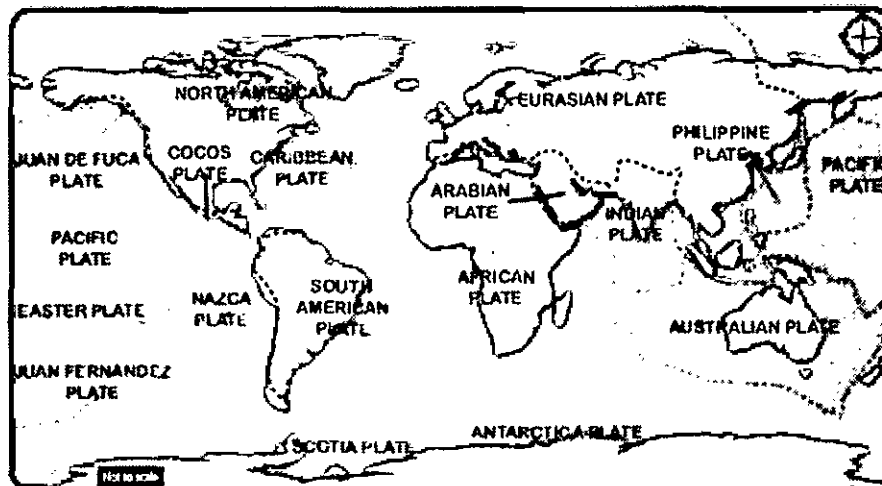 NORTH AMERICAN
PLATE
EURASIAN PLATE
JUAN DE FUCA
PLATE
COCOS
PLATE
CARIBBEAN
PLATE
PHILIPPINE
PLATE
PACIFIC
PLATE
ARABIAN
PLATE
INDIAN
PLATE
PACIFIC
PLATE
AFRICAN
PLATE
EASTER PLATE
NAZCA
PLATE
SOUTH
AMERICAN
PLATE
AUSTRALIAN PLATE
JUAN FERNANDEZ
PLATE
SCOTIA PLATE
ANTARCTICA PLATE
Not to scale